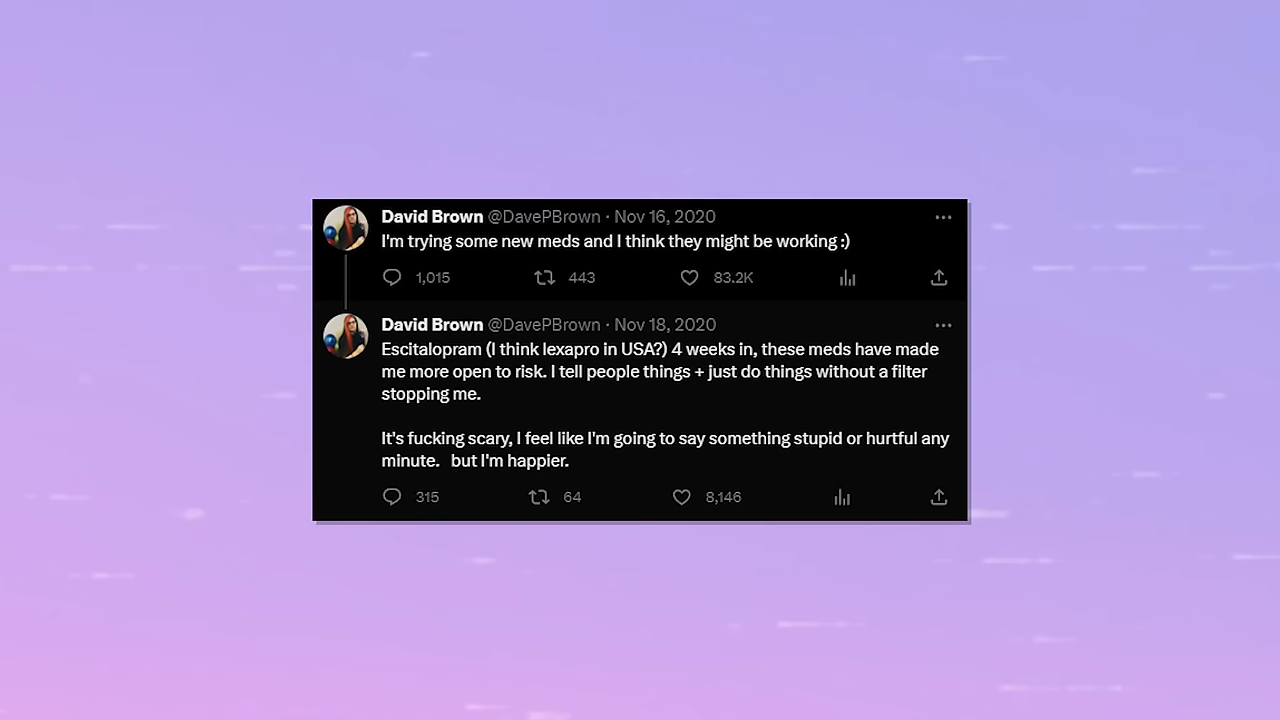 David Brown @DavePBrown · Nov 16, 2020
I'm trying some new meds and I think they might be working :)
1,015 443 83.2K
David Brown @DavePBrown · Nov 18, 2020
Escitalopram (I think lexapro in USA?) 4 weeks in, these meds have made
me more open to risk. I tell people things + just do things without a filter
stopping me.
It's fucking scary, I feel like I'm going to say something stupid or hurtful any
minute.   but I'm happier.
315 64 8,146